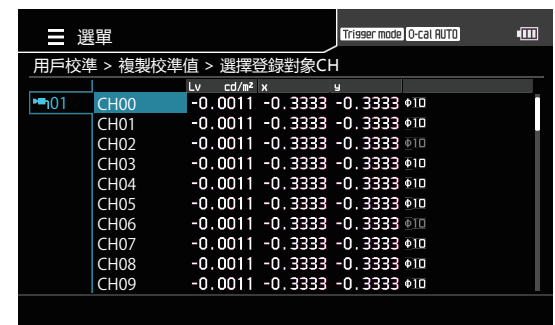 選單 Trigger mode 0-cal AUTO
用戶校準 > 複製校準值 > 選擇登錄對象CH
Lv cd/m² x y
01 CH00 -0.0011 -0.3333 -0.3333 Φ10
CH01 -0.0011 -0.3333 -0.3333 Φ10
CH02 -0.0011 -0.3333 -0.3333 Φ10
CH03 -0.0011 -0.3333 -0.3333 Φ10
CH04 -0.0011 -0.3333 -0.3333 Φ10
CH05 -0.0011 -0.3333 -0.3333 Φ10
CH06 -0.0011 -0.3333 -0.3333 Φ10
CH07 -0.0011 -0.3333 -0.3333 Φ10
CH08 -0.0011 -0.3333 -0.3333 Φ10
CH09 -0.0011 -0.3333 -0.3333 Φ10